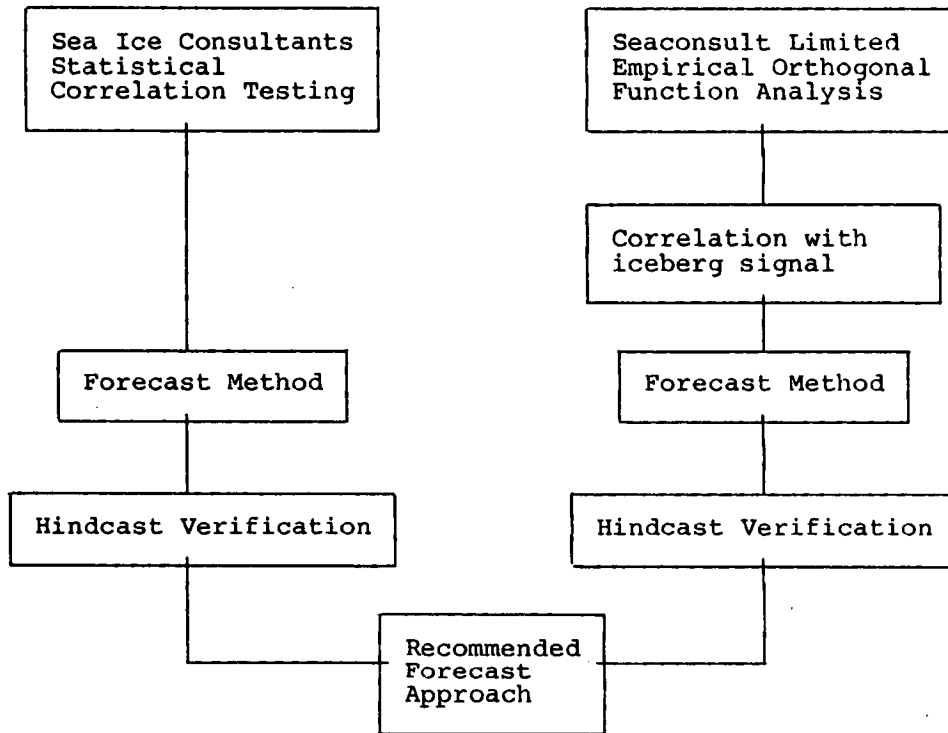 Sea Ice Consultants
Statistical
Correlation Testing
Seaconsult Limited
Empirical Orthogonal
Function Analysis
Correlation with
iceberg signal
Forecast Method
Forecast Method
Hindcast Verification
Hindcast Verification
Recommended
Forecast
Approach